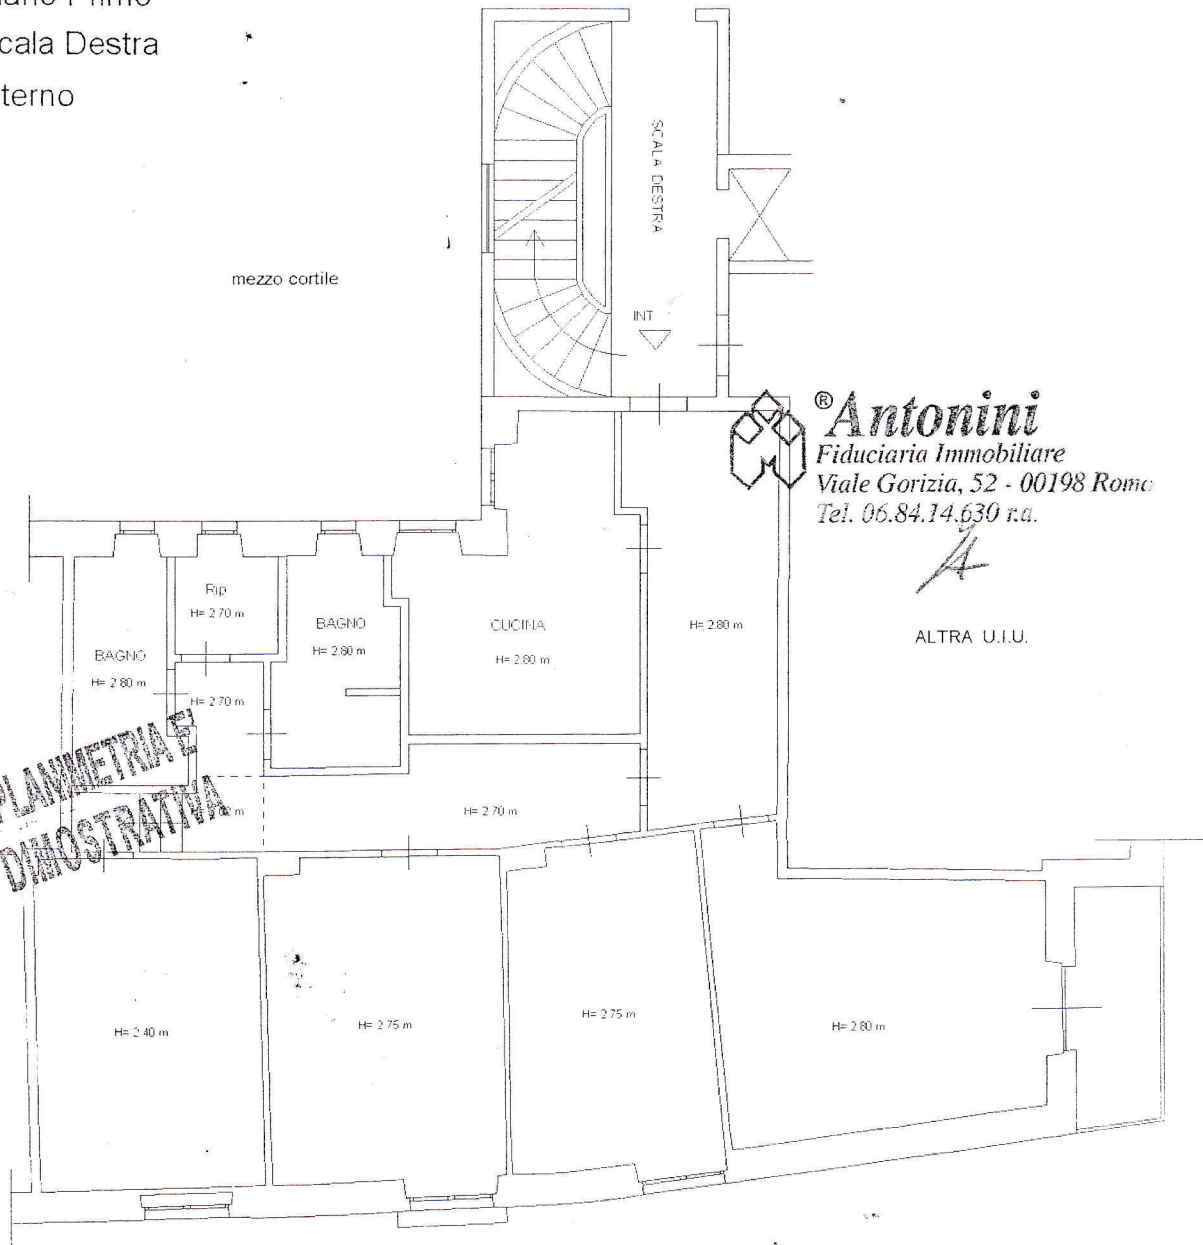 cala Destra
terno
SCALA DESTRA
mezzo cortile
INT
® Antonini
Fiduciaria Immobiliare
Viale Gorizia, 52 - 00198 Roma
Tel. 06.84.14.630 r.a.
Rip
H= 2.70 m
BAGNO
H= 2.80 m
CUCINA
H= 2.80 m
H= 2.80 m
ALTRA U.I.U.
BAGNO
H= 2.80 m
H= 2.70 m
PLANIMETRIA E'
DIMOSTRATIVA
H= 2.70 m
H= 2.40 m
H= 2.75 m
H= 2.75 m
H= 2.80 m